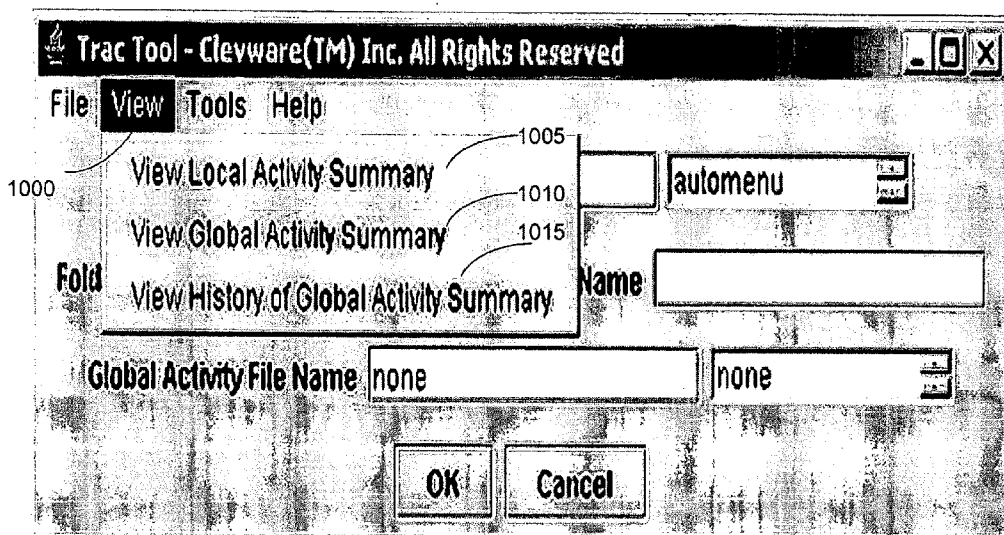 Trac Tool - Clevware(TM) Inc. All Rights Reserved
File View Tools Help
1000
View Local Activity Summary
1005
automenu
View Global Activity Summary
1010
View History of Global Activity Summary
1015
Fold
Name
Global Activity File Name none none
OK Cancel